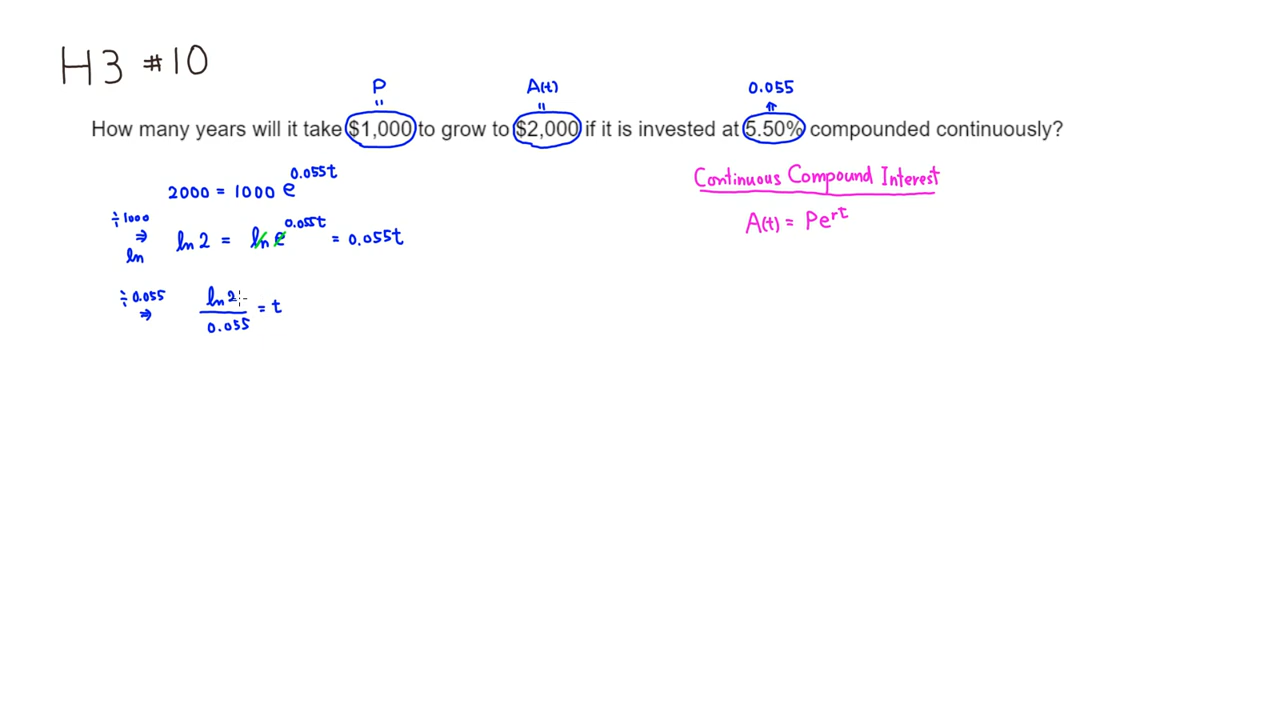 H3 #10
P A(t) 0.055
" " ⇑
How many years will it take $1,000 to grow to $2,000 if it is invested at 5.50% compounded continuously?
Continuous Compound Interest
A(t) = Pe^rt
2000 = 1000 e^0.055t
÷1000 ⇒ ln
ln 2 = ln e^0.055t = 0.055t
÷0.055 ⇒
ln 2 / 0.055 = t